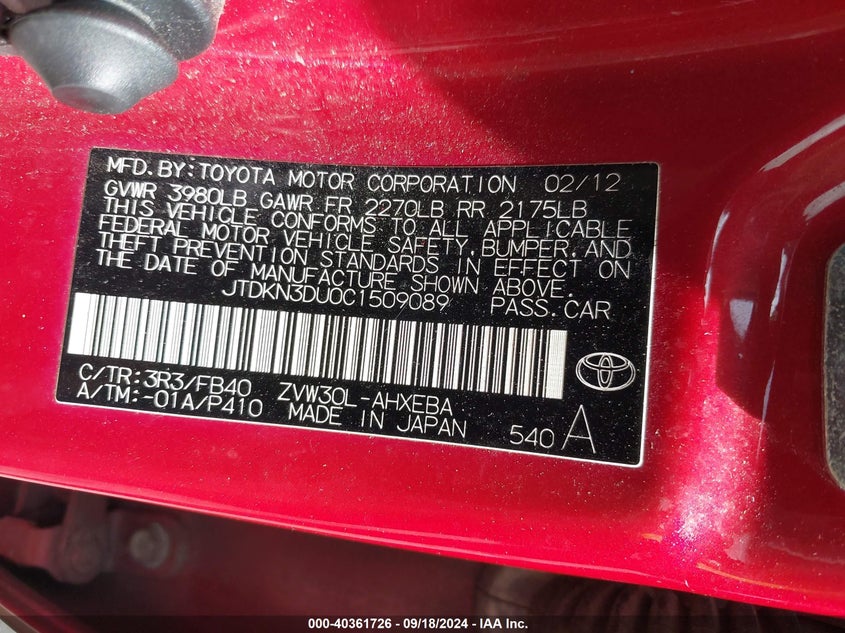 MFD.BY:TOYOTA MOTOR CORPORATION 02/12
GVWR 3980LB GAWR FR 2270LB RR 2175LB
THIS VEHICLE CONFORMS TO ALL APPLICABLE
FEDERAL MOTOR VEHICLE SAFETY, BUMPER, AND
THEFT PREVENTION STANDARDS IN EFFECT ON
THE DATE OF MANUFACTURE SHOWN ABOVE.
JTDKN3DU0C1509089 PASS.CAR
C/TR:3R3/FB40 ZVW30L-AHXEBA
A/TM:-01A/P410 MADE IN JAPAN 540 A
000-40361726 - 09/18/2024 - IAA Inc.